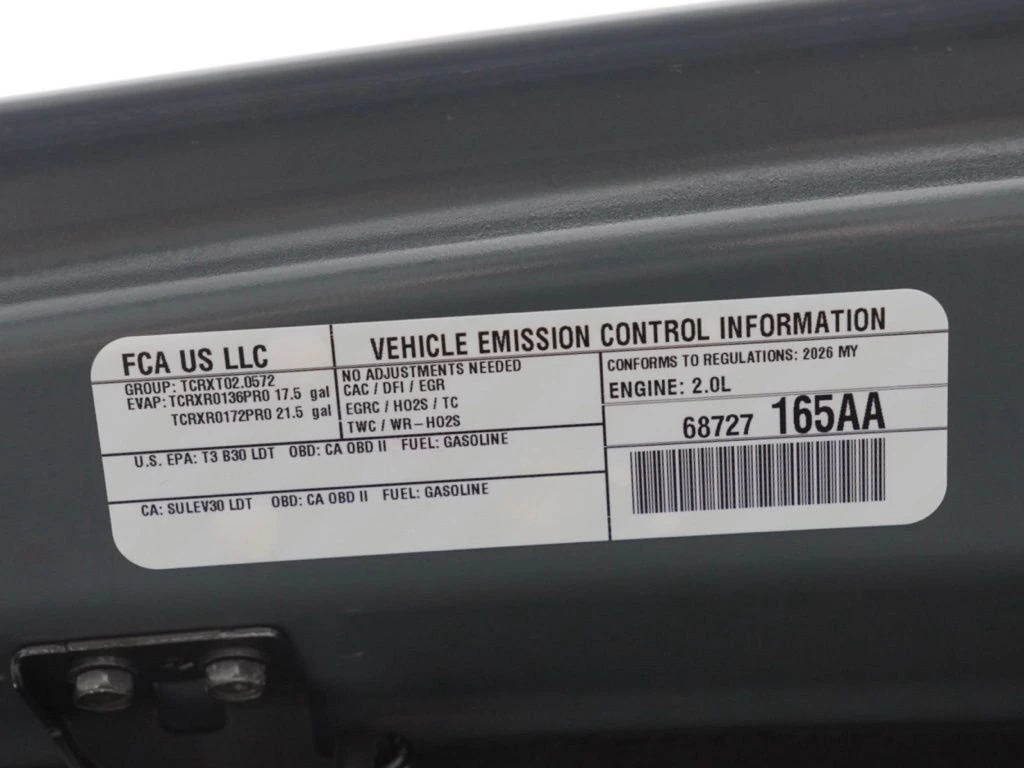 FCA US LLC
GROUP: TCRXT02.0572
EVAP: TCRXR0136PR0 17.5 gal
TCRXR0172PR0 21.5 gal
VEHICLE EMISSION CONTROL INFORMATION
NO ADJUSTMENTS NEEDED
CAC / DFI / EGR
EGRC / HO2S / TC
TWC / WR-HO2S
CONFORMS TO REGULATIONS: 2026 MY
ENGINE: 2.0L
68727 165AA
U.S. EPA: T3 B30 LDT OBD: CA OBD II FUEL: GASOLINE
CA: SULEV30 LDT OBD: CA OBD II FUEL: GASOLINE